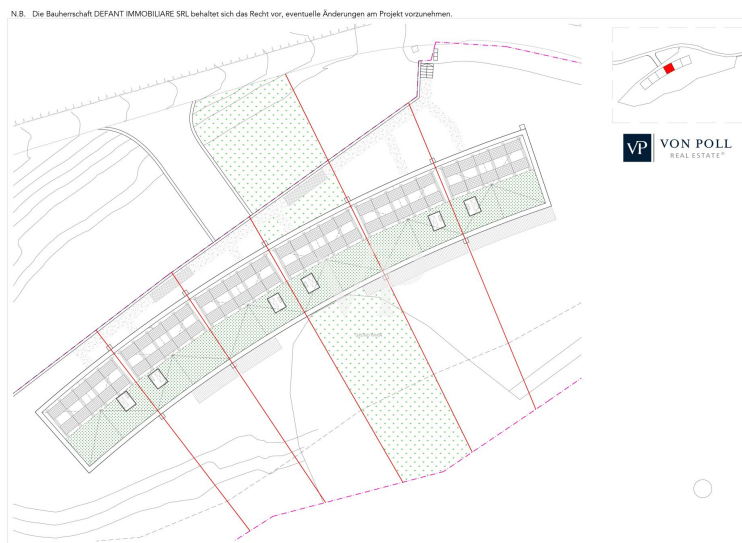 N.B. Die Bauherrschaft DEFANT IMMOBILIARE SRL behaltet sich das Recht vor, eventuelle Änderungen am Projekt vorzunehmen.
VP VON POLL
REAL ESTATE®